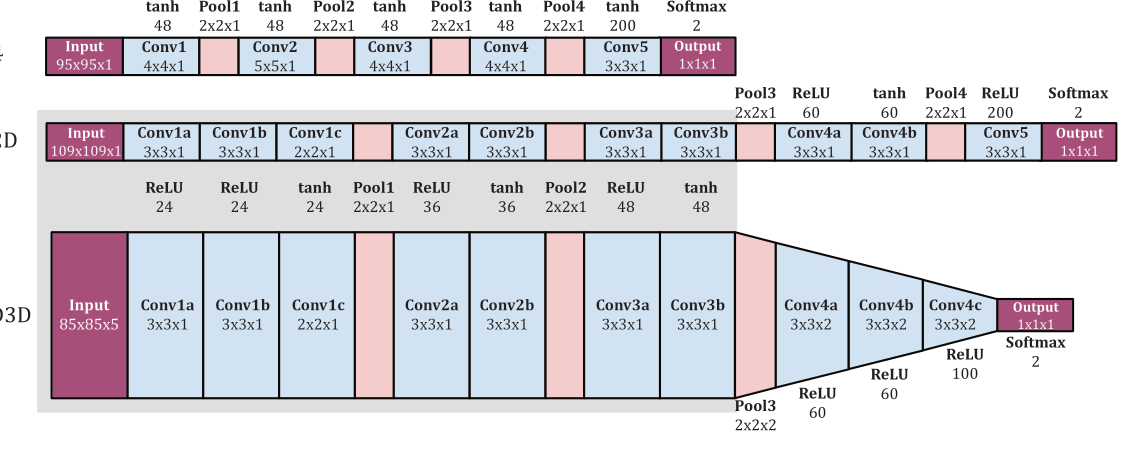 tanh Pool1 tanh Pool2 tanh Pool3 tanh Pool4 tanh Softmax
48 2x2x1 48 2x2x1 48 2x2x1 48 2x2x1 200 2
Input Conv1 Conv2 Conv3 Conv4 Conv5 Output
95x95x1 4x4x1 5x5x1 4x4x1 4x4x1 3x3x1 1x1x1
Pool3 ReLU tanh Pool4 ReLU Softmax
2x2x1 60 60 2x2x1 200 2
2D
Input Conv1a Conv1b Conv1c Conv2a Conv2b Conv3a Conv3b Conv4a Conv4b Conv5 Output
109x109x1 3x3x1 3x3x1 2x2x1 3x3x1 3x3x1 3x3x1 3x3x1 3x3x1 3x3x1 3x3x1 1x1x1
ReLU ReLU tanh Pool1 ReLU tanh Pool2 ReLU tanh
24 24 24 2x2x1 36 36 2x2x1 48 48
3D
Input Conv1a Conv1b Conv1c Conv2a Conv2b Conv3a Conv3b Conv4a Conv4b Conv4c Output
85x85x5 3x3x1 3x3x1 2x2x1 3x3x1 3x3x1 3x3x1 3x3x1 3x3x2 3x3x2 3x3x2 1x1x1
Softmax
2
ReLU
100
ReLU
60
ReLU
60
Pool3
2x2x2